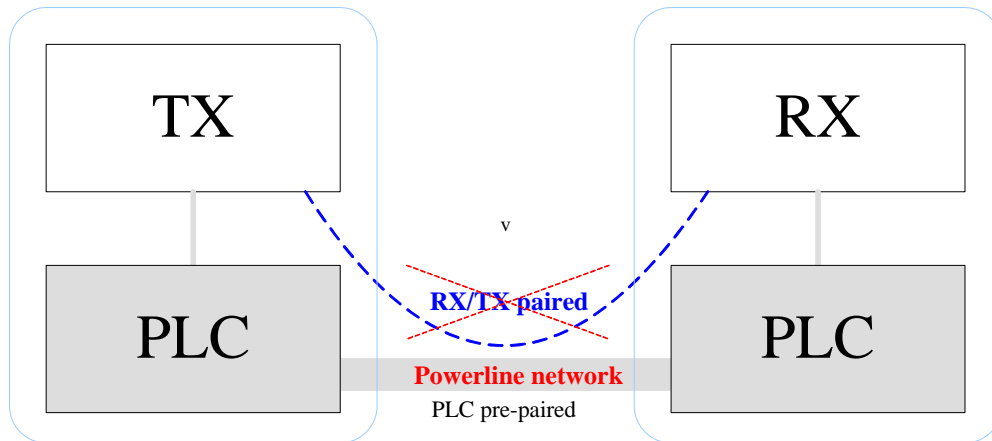 TX
RX
v
RX/TX paired
PLC
PLC
Powerline network
PLC pre-paired